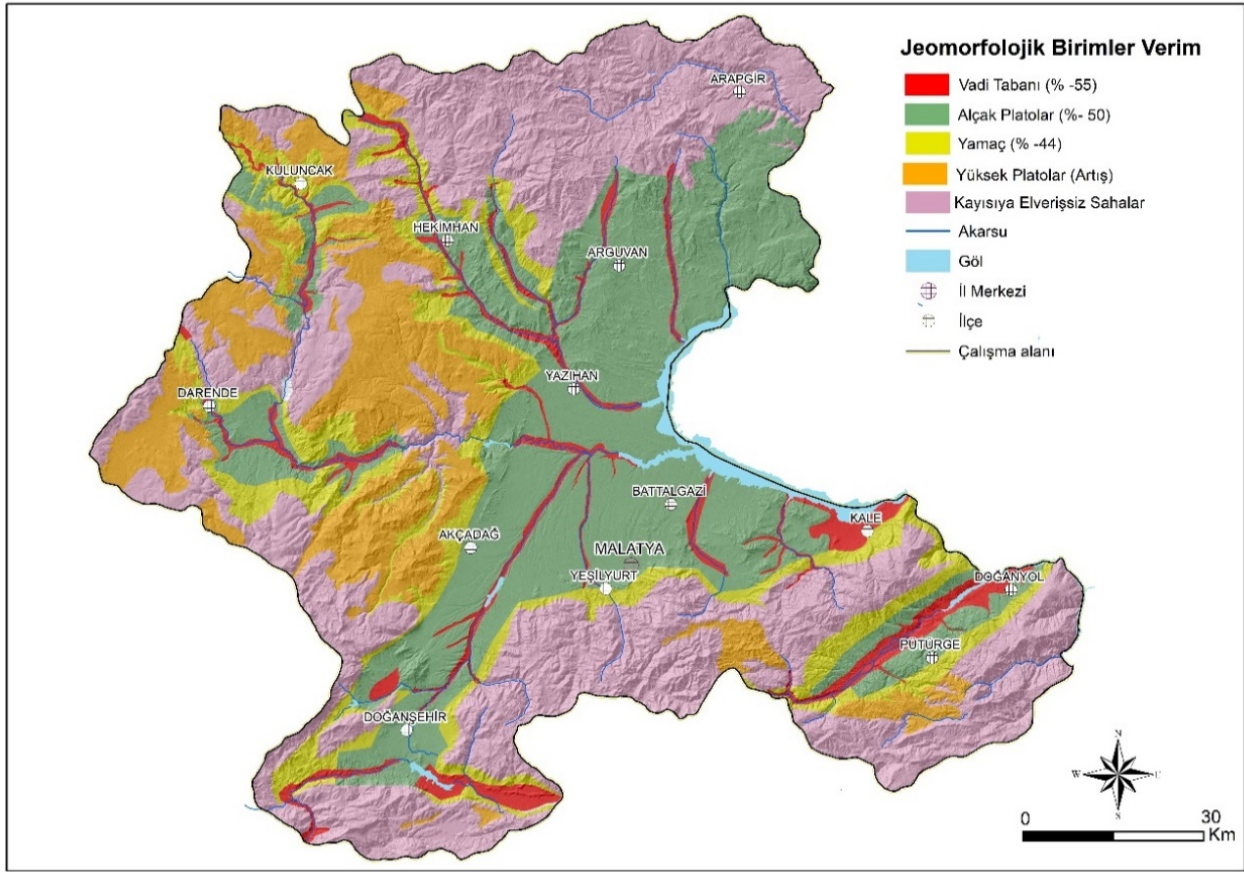 Jeomorfolojik Birimler Verim
Vadi Tabanı (% -55)
Alçak Platolar (%- 50)
Yamaç (% -44)
Yüksek Platolar (Artış)
Kayısıya Elverişsiz Sahalar
Akarsu
Göl
İl Merkezi
İlçe
Çalışma alanı
ARAPGİR
KULUNCAK
HEKİMHAN
ARGUVAN
YAZIHAN
DARENDE
BATTALGAZİ
KALE
AKÇADAĞ
MALATYA
YEŞİLYURT
DOĞANYOL
PÜTÜRGE
DOĞANŞEHİR
N
W
S
0 30
Km